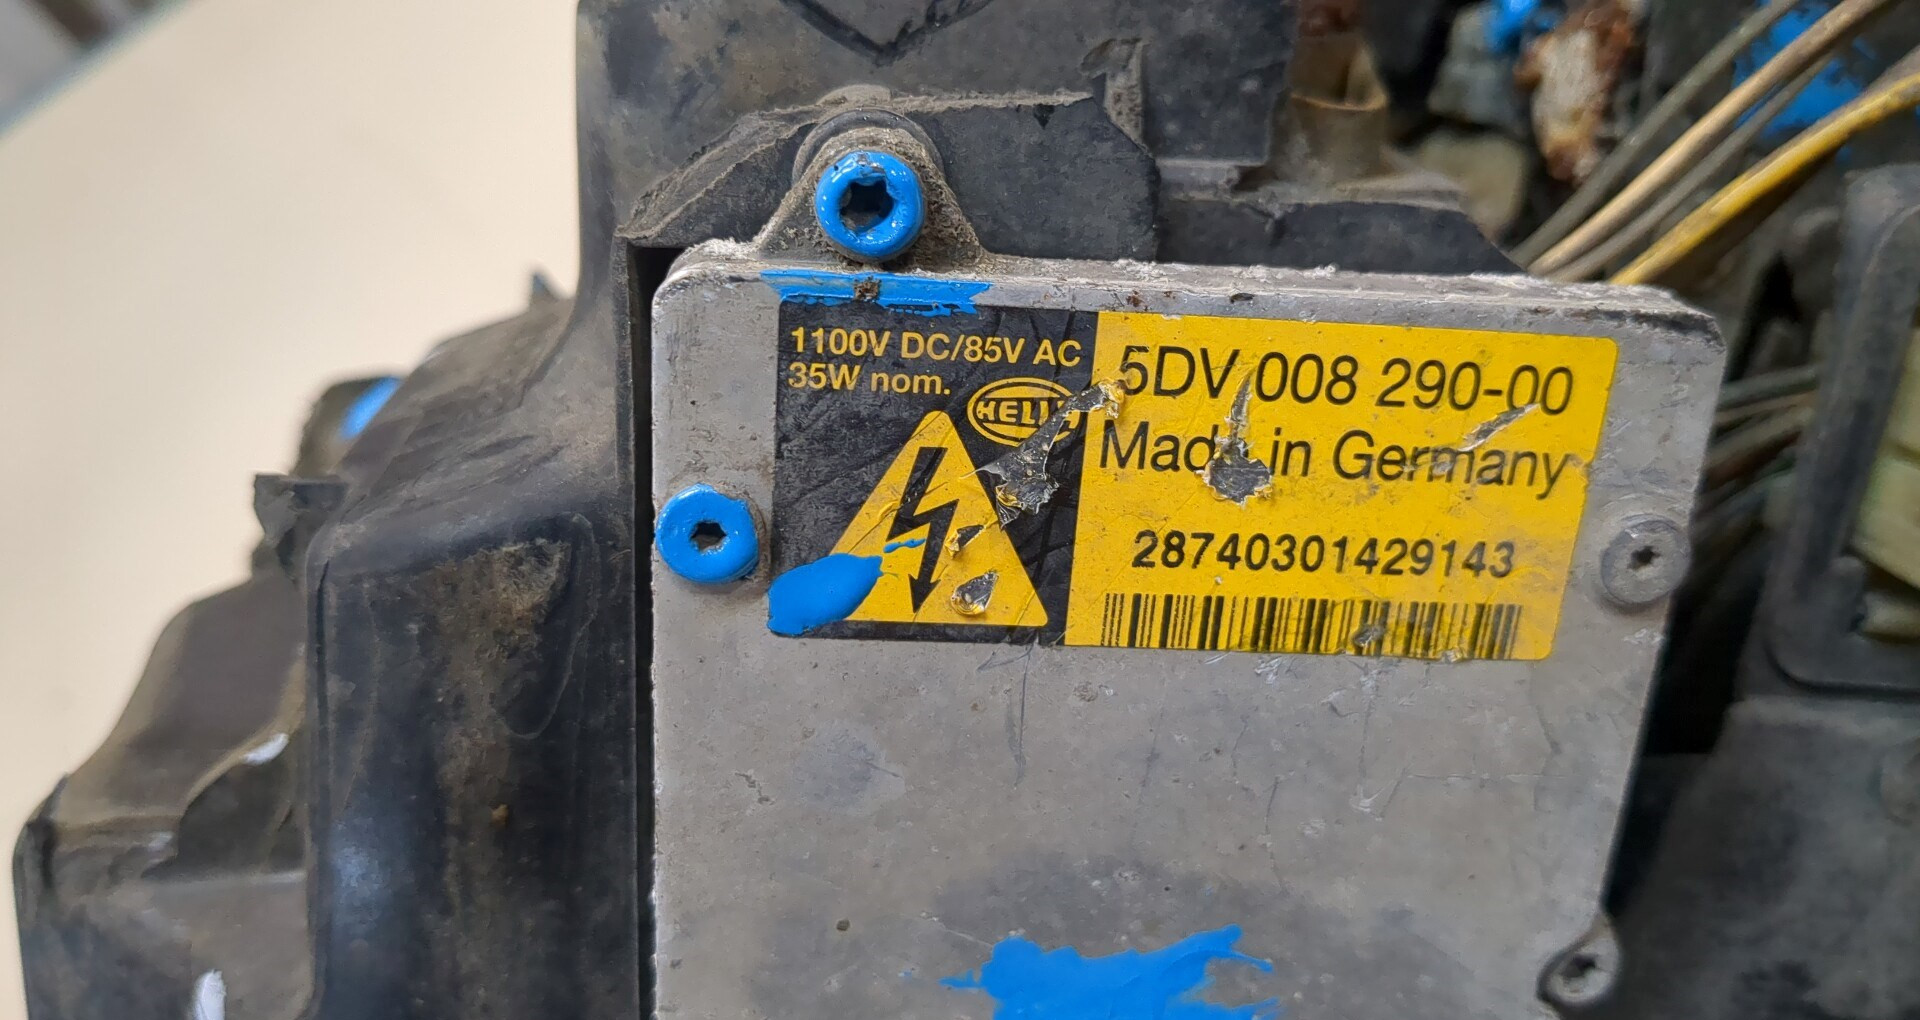 1100V DC/85V AC
35W nom.
HELLA
5DV 008 290-00
Made in Germany
28740301429143